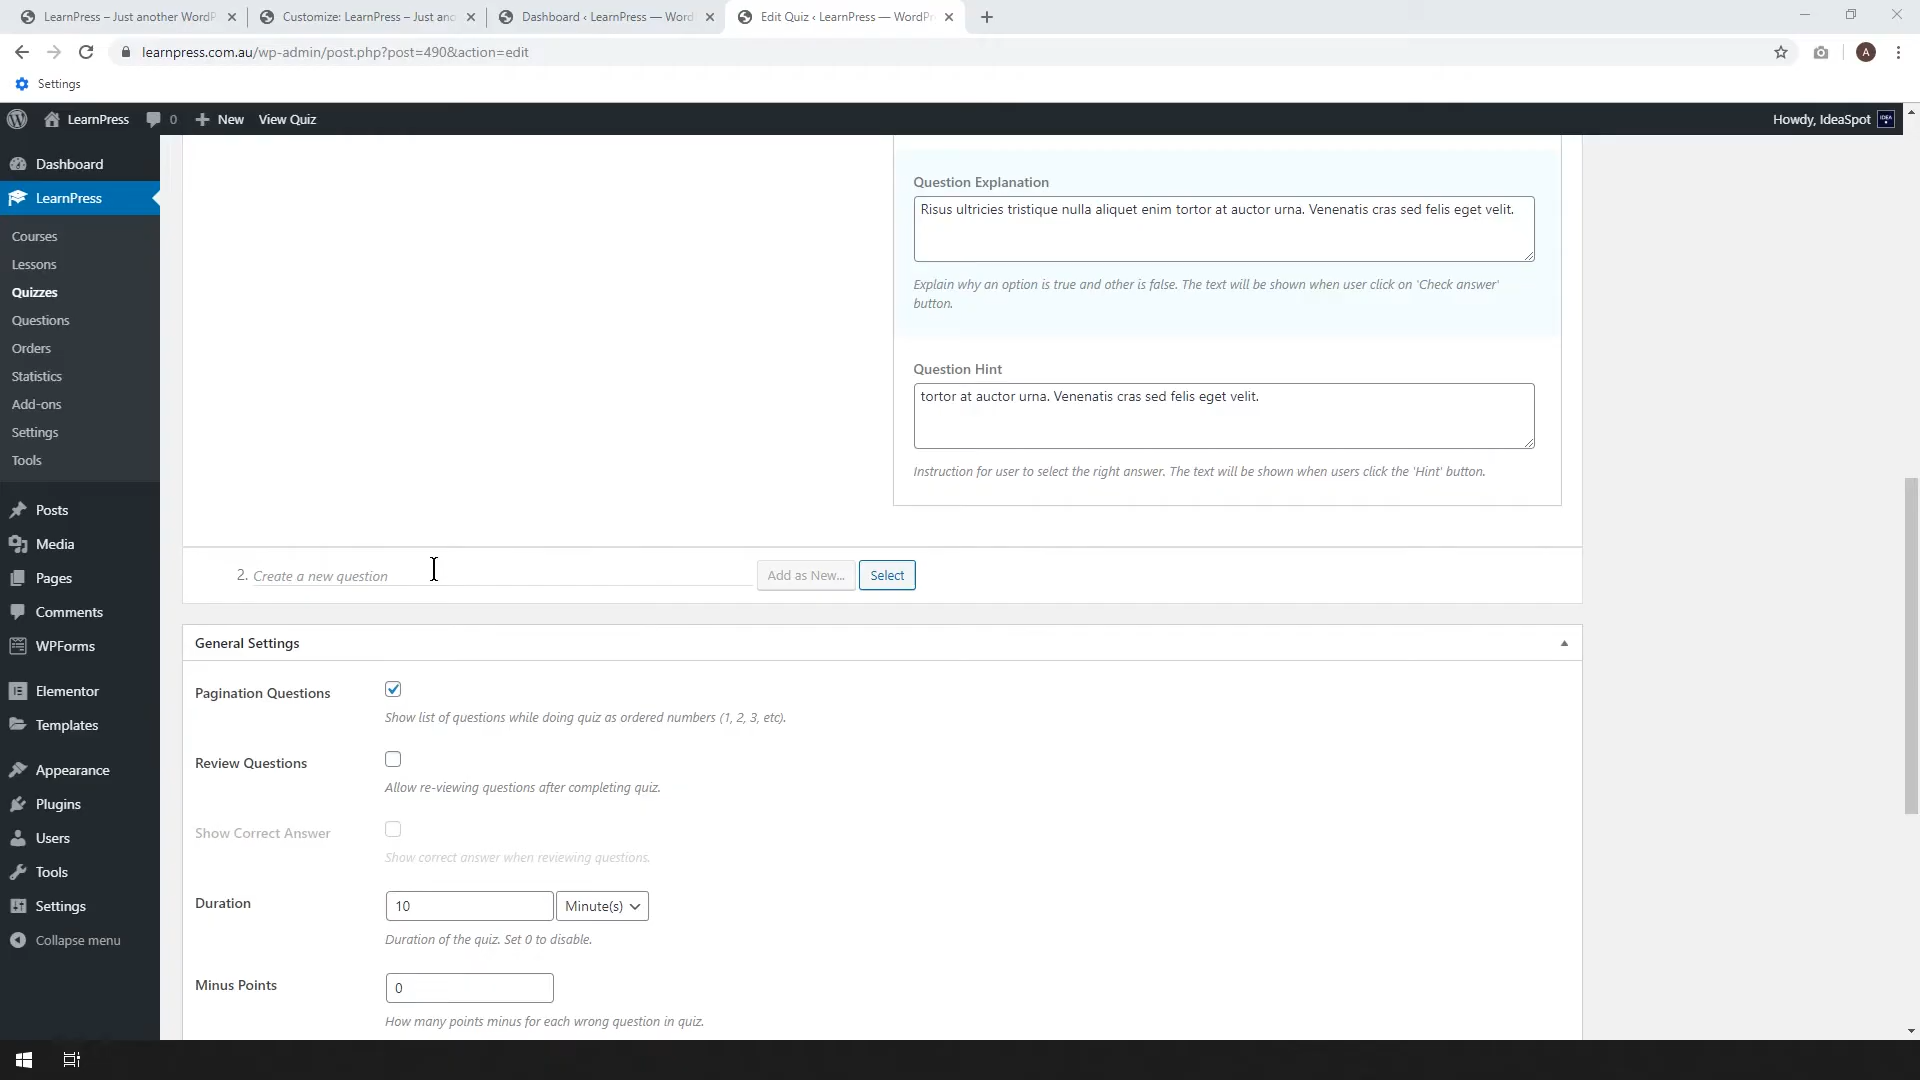 LearnPress – Just another WordP
Customize: LearnPress – Just ano
Dashboard ‹ LearnPress — Word
Edit Quiz ‹ LearnPress — WordPr
learnpress.com.au/wp-admin/post.php?post=490&action=edit
A
Settings
LearnPress
0
New
View Quiz
Howdy, IdeaSpot
Dashboard
LearnPress
Courses
Lessons
Quizzes
Questions
Orders
Statistics
Add-ons
Settings
Tools
Posts
Media
Pages
Comments
WPForms
Elementor
Templates
Appearance
Plugins
Users
Tools
Settings
Collapse menu
Question Explanation
Risus ultricies tristique nulla aliquet enim tortor at auctor urna. Venenatis cras sed felis eget velit.
Explain why an option is true and other is false. The text will be shown when user click on 'Check answer'
button.
Question Hint
tortor at auctor urna. Venenatis cras sed felis eget velit.
Instruction for user to select the right answer. The text will be shown when users click the 'Hint' button.
2. Create a new question
Add as New...
Select
General Settings
Pagination Questions
Show list of questions while doing quiz as ordered numbers (1, 2, 3, etc).
Review Questions
Allow re-viewing questions after completing quiz.
Show Correct Answer
Show correct answer when reviewing questions.
Duration
10
Minute(s)
Duration of the quiz. Set 0 to disable.
Minus Points
0
How many points minus for each wrong question in quiz.